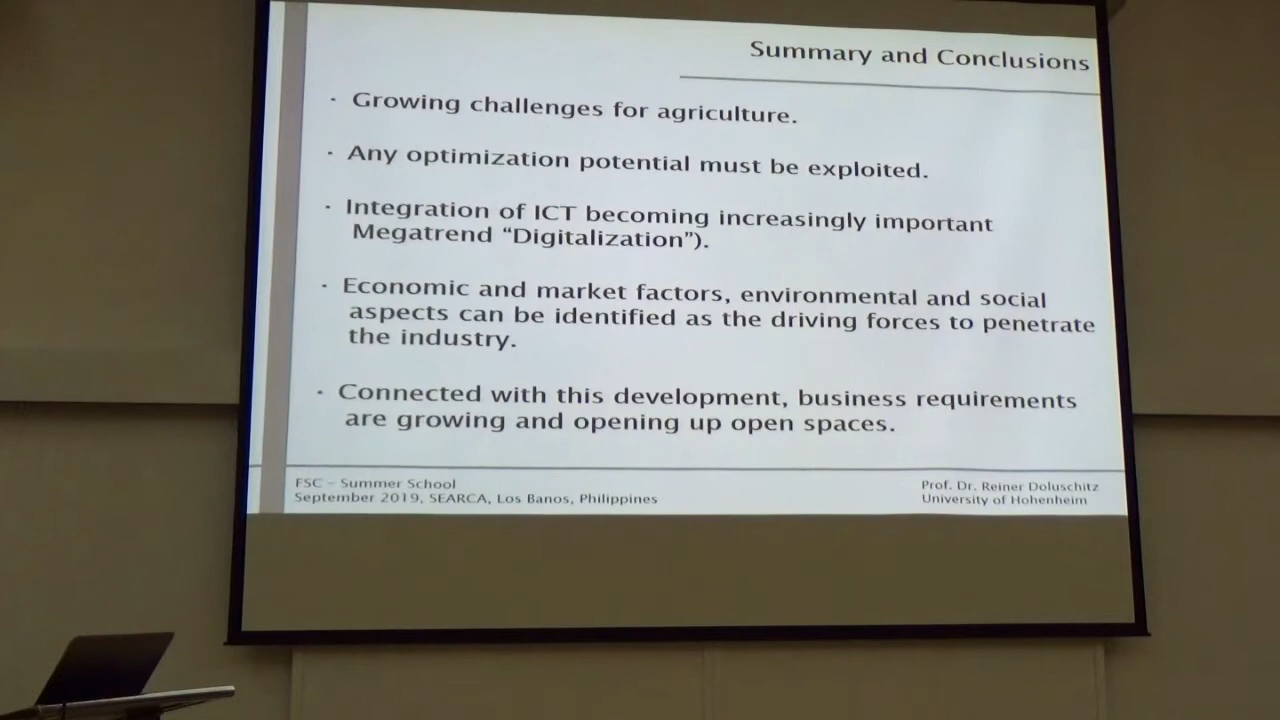 Summary and Conclusions
· Growing challenges for agriculture.
· Any optimization potential must be exploited.
· Integration of ICT becoming increasingly important
Megatrend “Digitalization”).
· Economic and market factors, environmental and social
aspects can be identified as the driving forces to penetrate
the industry.
· Connected with this development, business requirements
are growing and opening up open spaces.
FSC – Summer School
September 2019, SEARCA, Los Banos, Philippines
Prof. Dr. Reiner Doluschitz
University of Hohenheim